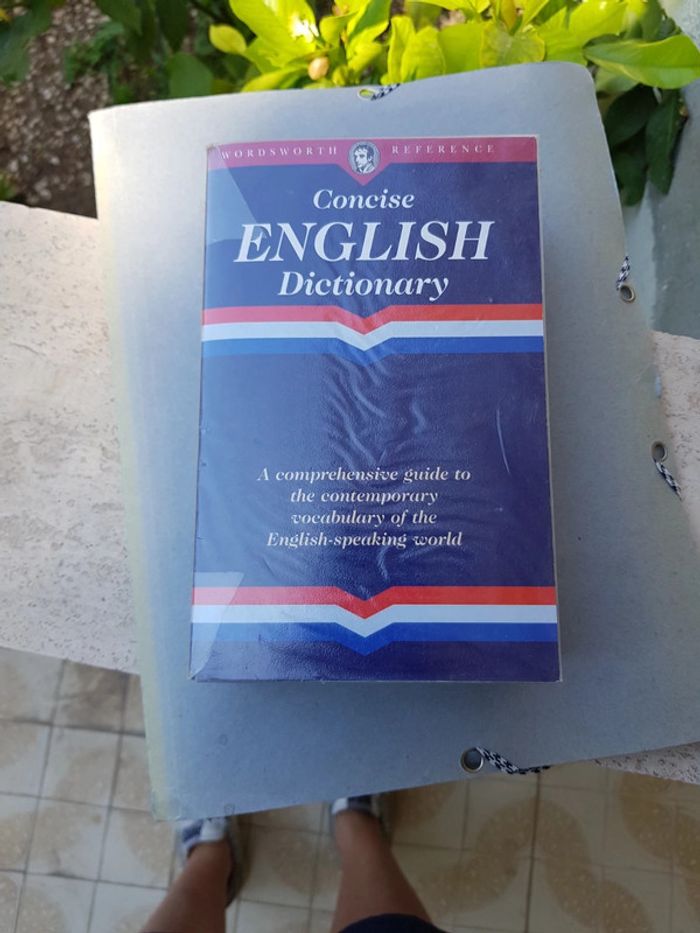 WORDSWORTH REFERENCE
Concise
ENGLISH
Dictionary
A comprehensive guide to
the contemporary
vocabulary of the
English-speaking world